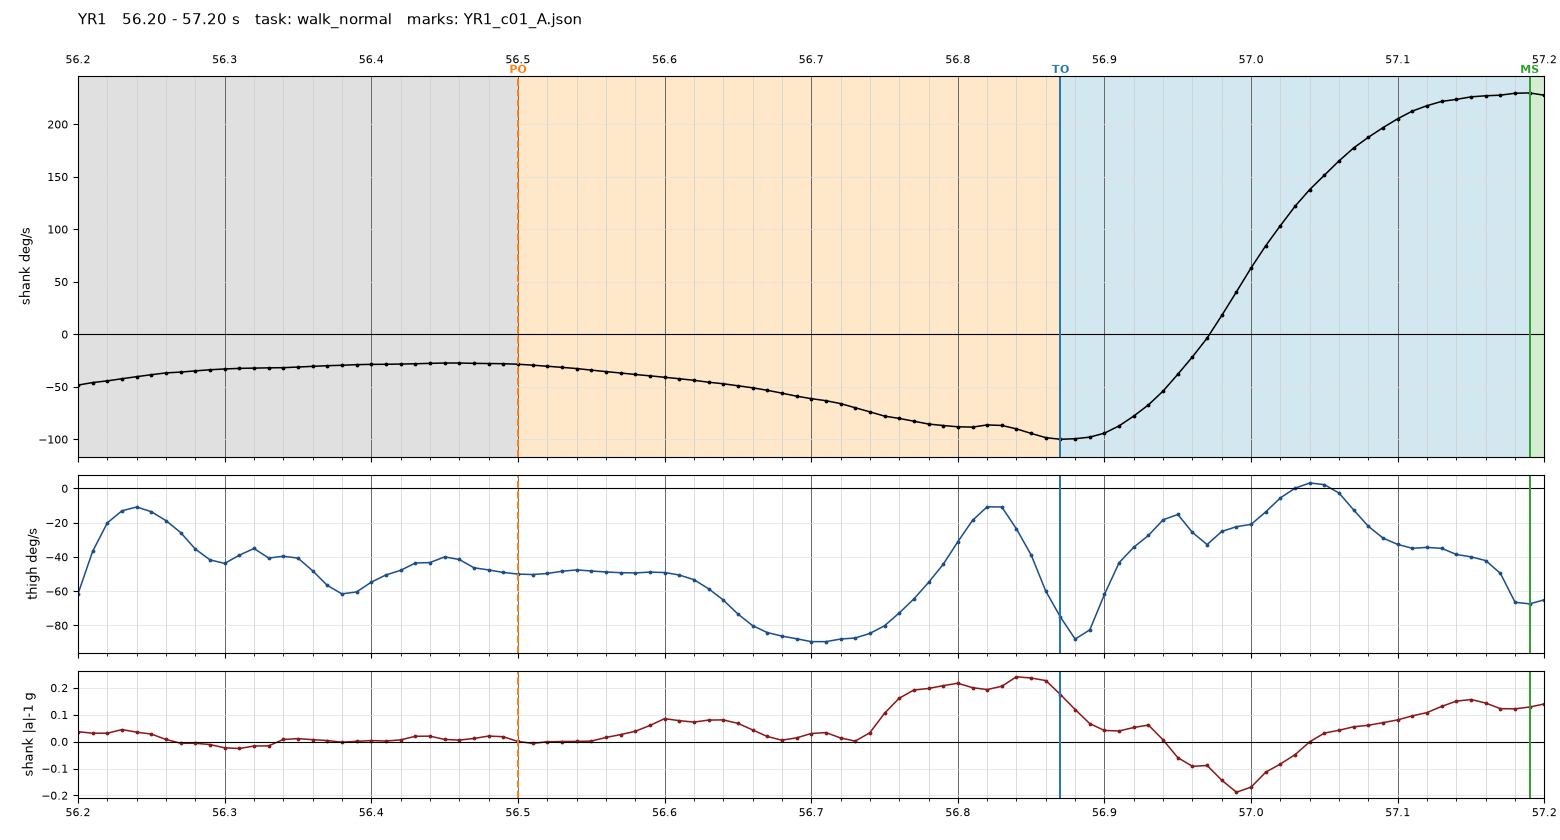 YR1   56.20 - 57.20 s   task: walk_normal   marks: YR1_c01_A.json
56.2 56.3 56.4 56.5 56.6 56.7 56.8 56.9 57.0 57.1 57.2
PO TO MS
shank deg/s
200
150
100
50
0
−50
−100
thigh deg/s
0
−20
−40
−60
−80
shank |a|-1 g
0.2
0.1
0.0
−0.1
−0.2
56.2 56.3 56.4 56.5 56.6 56.7 56.8 56.9 57.0 57.1 57.2